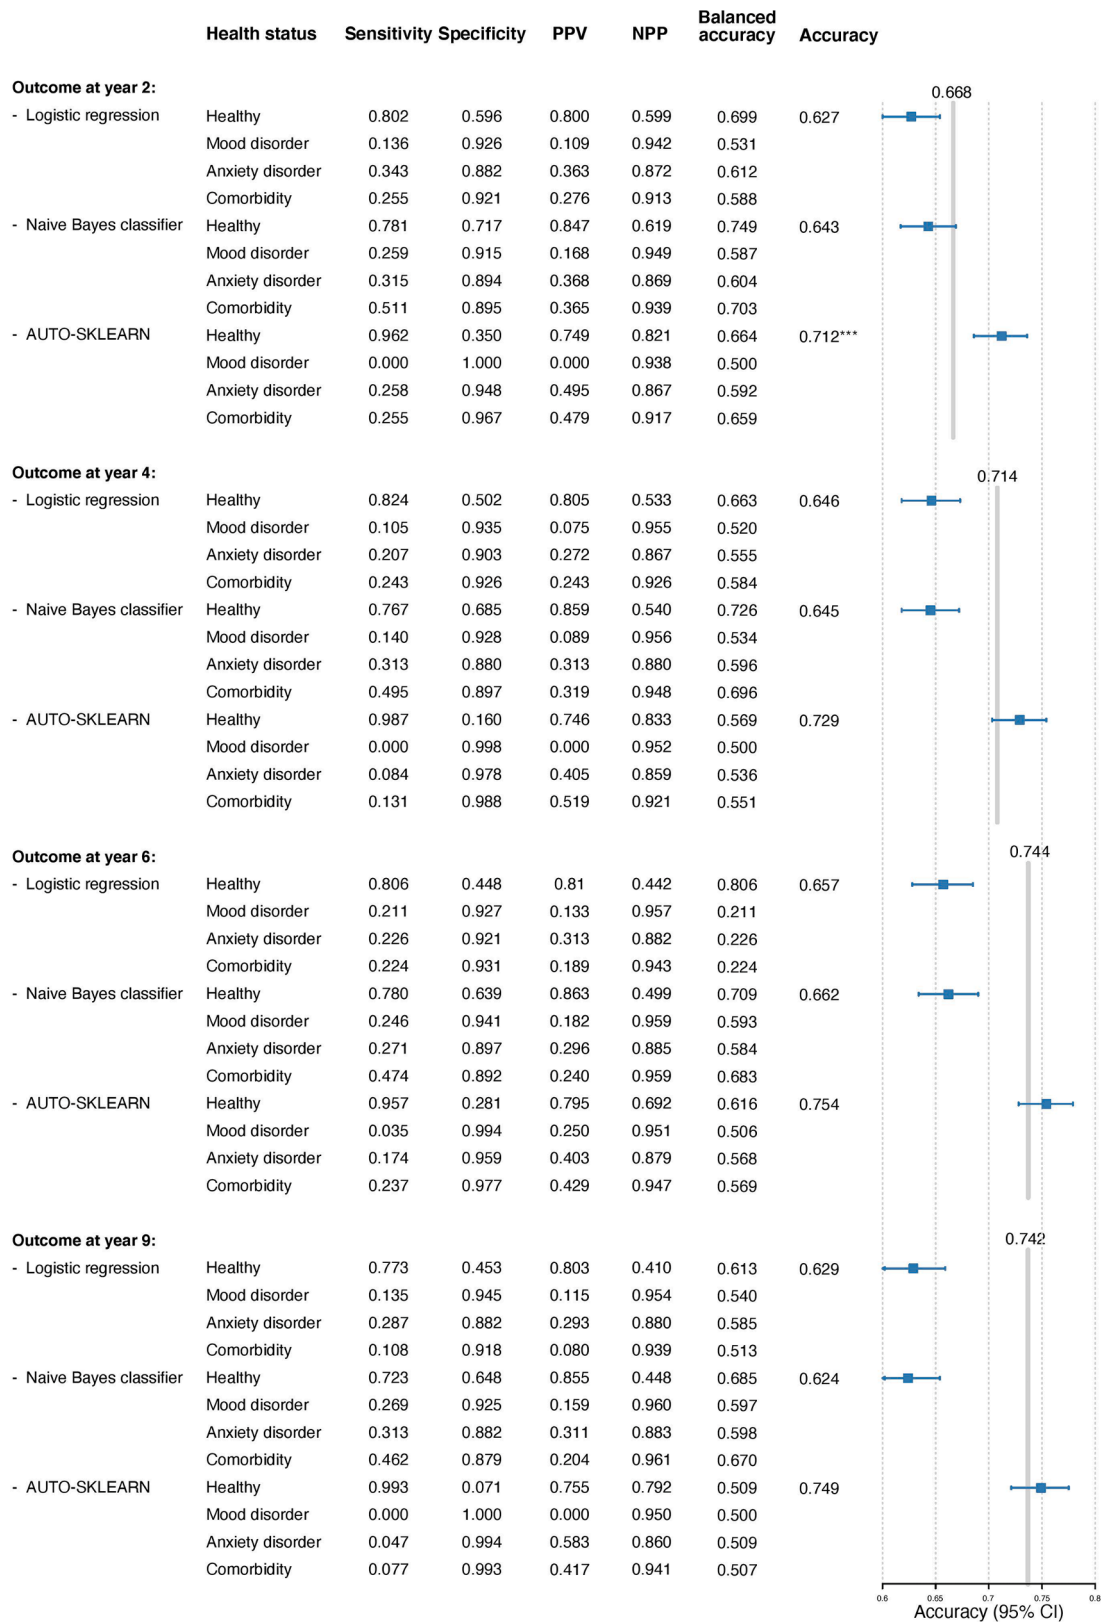 Health status Sensitivity Specificity PPV NPP Balanced accuracy Accuracy
Outcome at year 2:
0.668
- Logistic regression Healthy 0.802 0.596 0.800 0.599 0.699 0.627
Mood disorder 0.136 0.926 0.109 0.942 0.531
Anxiety disorder 0.343 0.882 0.363 0.872 0.612
Comorbidity 0.255 0.921 0.276 0.913 0.588
- Naive Bayes classifier Healthy 0.781 0.717 0.847 0.619 0.749 0.643
Mood disorder 0.259 0.915 0.168 0.949 0.587
Anxiety disorder 0.315 0.894 0.368 0.869 0.604
Comorbidity 0.511 0.895 0.365 0.939 0.703
- AUTO-SKLEARN Healthy 0.962 0.350 0.749 0.821 0.664 0.712***
Mood disorder 0.000 1.000 0.000 0.938 0.500
Anxiety disorder 0.258 0.948 0.495 0.867 0.592
Comorbidity 0.255 0.967 0.479 0.917 0.659
Outcome at year 4:
0.714
- Logistic regression Healthy 0.824 0.502 0.805 0.533 0.663 0.646
Mood disorder 0.105 0.935 0.075 0.955 0.520
Anxiety disorder 0.207 0.903 0.272 0.867 0.555
Comorbidity 0.243 0.926 0.243 0.926 0.584
- Naive Bayes classifier Healthy 0.767 0.685 0.859 0.540 0.726 0.645
Mood disorder 0.140 0.928 0.089 0.956 0.534
Anxiety disorder 0.313 0.880 0.313 0.880 0.596
Comorbidity 0.495 0.897 0.319 0.948 0.696
- AUTO-SKLEARN Healthy 0.987 0.160 0.746 0.833 0.569 0.729
Mood disorder 0.000 0.998 0.000 0.952 0.500
Anxiety disorder 0.084 0.978 0.405 0.859 0.536
Comorbidity 0.131 0.988 0.519 0.921 0.551
Outcome at year 6:
0.744
- Logistic regression Healthy 0.806 0.448 0.81 0.442 0.806 0.657
Mood disorder 0.211 0.927 0.133 0.957 0.211
Anxiety disorder 0.226 0.921 0.313 0.882 0.226
Comorbidity 0.224 0.931 0.189 0.943 0.224
- Naive Bayes classifier Healthy 0.780 0.639 0.863 0.499 0.709 0.662
Mood disorder 0.246 0.941 0.182 0.959 0.593
Anxiety disorder 0.271 0.897 0.296 0.885 0.584
Comorbidity 0.474 0.892 0.240 0.959 0.683
- AUTO-SKLEARN Healthy 0.957 0.281 0.795 0.692 0.616 0.754
Mood disorder 0.035 0.994 0.250 0.951 0.506
Anxiety disorder 0.174 0.959 0.403 0.879 0.568
Comorbidity 0.237 0.977 0.429 0.947 0.569
Outcome at year 9:
0.742
- Logistic regression Healthy 0.773 0.453 0.803 0.410 0.613 0.629
Mood disorder 0.135 0.945 0.115 0.954 0.540
Anxiety disorder 0.287 0.882 0.293 0.880 0.585
Comorbidity 0.108 0.918 0.080 0.939 0.513
- Naive Bayes classifier Healthy 0.723 0.648 0.855 0.448 0.685 0.624
Mood disorder 0.269 0.925 0.159 0.960 0.597
Anxiety disorder 0.313 0.882 0.311 0.883 0.598
Comorbidity 0.462 0.879 0.204 0.961 0.670
- AUTO-SKLEARN Healthy 0.993 0.071 0.755 0.792 0.509 0.749
Mood disorder 0.000 1.000 0.000 0.950 0.500
Anxiety disorder 0.047 0.994 0.583 0.860 0.509
Comorbidity 0.077 0.993 0.417 0.941 0.507
0.6 0.65 0.7 0.75 0.8
Accuracy (95% CI)